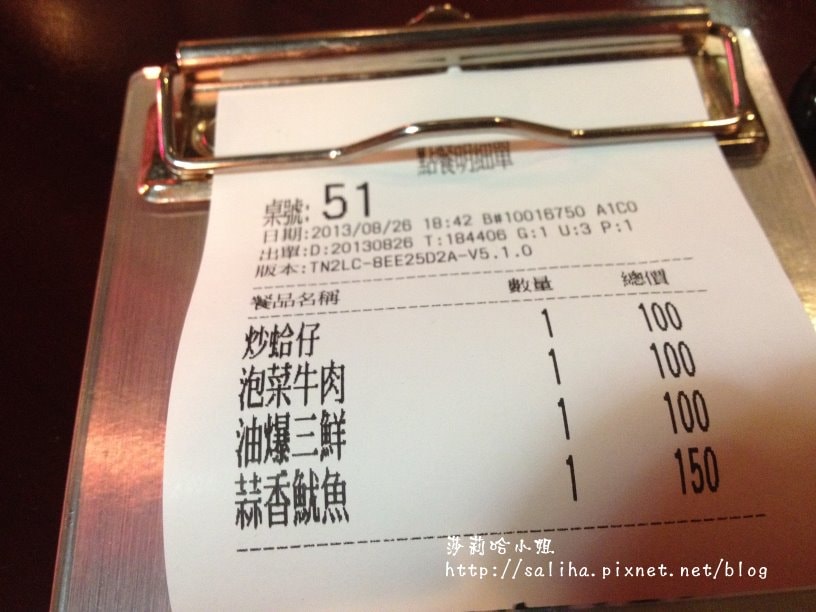 點餐明細單
桌號: 51
日期:2013/08/26 18:42 B#10016750 A1C0
出單:D:20130826 T:184406 G:1 U:3 P:1
版本:TN2LC-8EE25D2A-V5.1.0
餐品名稱 數量 總價
炒蛤仔 1 100
泡菜牛肉 1 100
油爆三鮮 1 100
蒜香魷魚 1 150
莎莉哈小姐
http://saliha.pixnet.net/blog